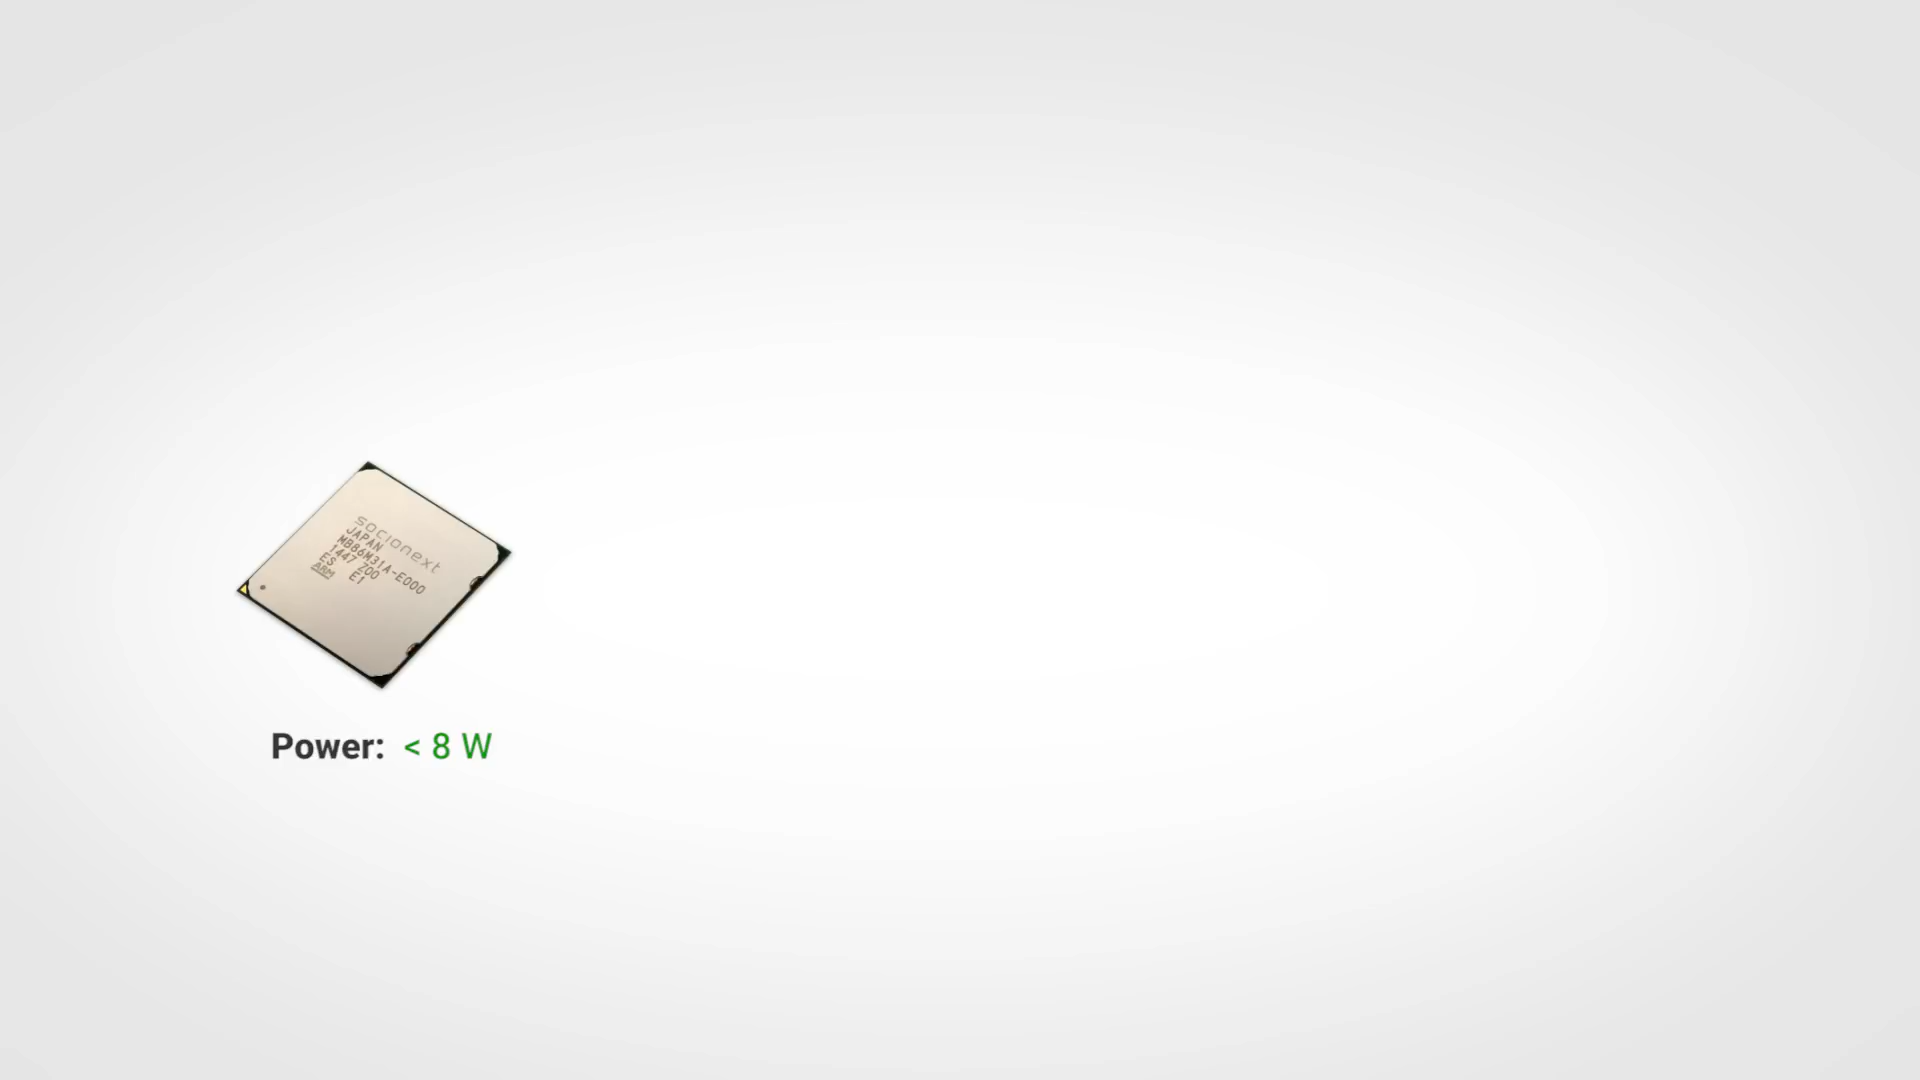 socionext
JAPAN
MB86M31A-E000
1447 Z00
ES E1
ARM
Power: < 8 W